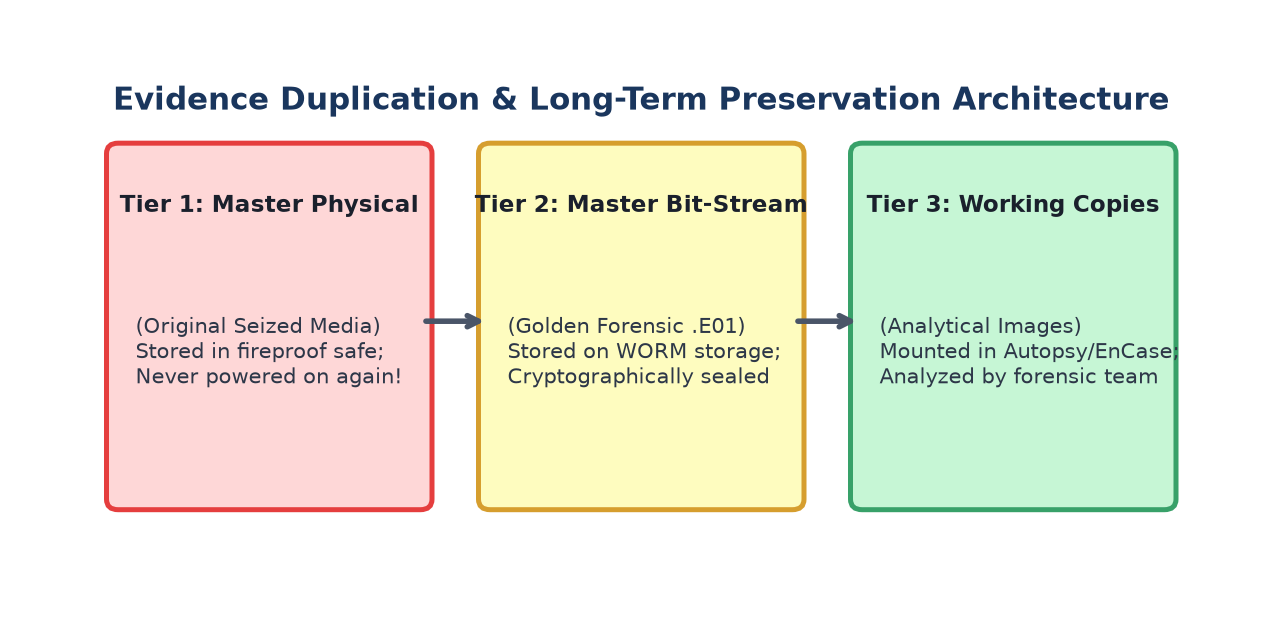 Evidence Duplication & Long-Term Preservation Architecture
Tier 1: Master Physical
(Original Seized Media)
Stored in fireproof safe;
Never powered on again!
Tier 2: Master Bit-Stream
(Golden Forensic .E01)
Stored on WORM storage;
Cryptographically sealed
Tier 3: Working Copies
(Analytical Images)
Mounted in Autopsy/EnCase;
Analyzed by forensic team